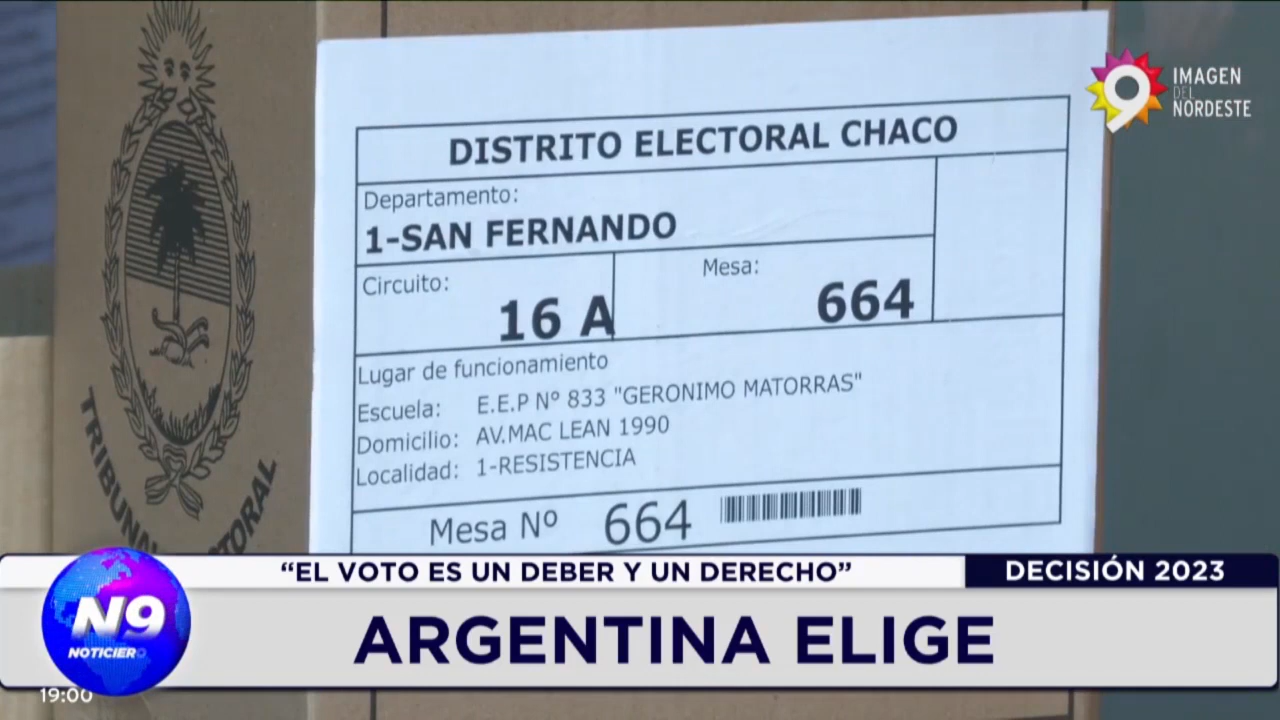 IMAGEN
DEL
NORDESTE
DISTRITO ELECTORAL CHACO
Departamento:
1-SAN FERNANDO
Circuito:
16 A
Mesa:
664
Lugar de funcionamiento
Escuela: E.E.P Nº 833 "GERONIMO MATORRAS"
Domicilio: AV.MAC LEAN 1990
Localidad: 1-RESISTENCIA
Mesa Nº 664
TRIBUNAL
“EL VOTO ES UN DEBER Y UN DERECHO”
DECISIÓN 2023
N9
NOTICIERO
ARGENTINA ELIGE
19:00